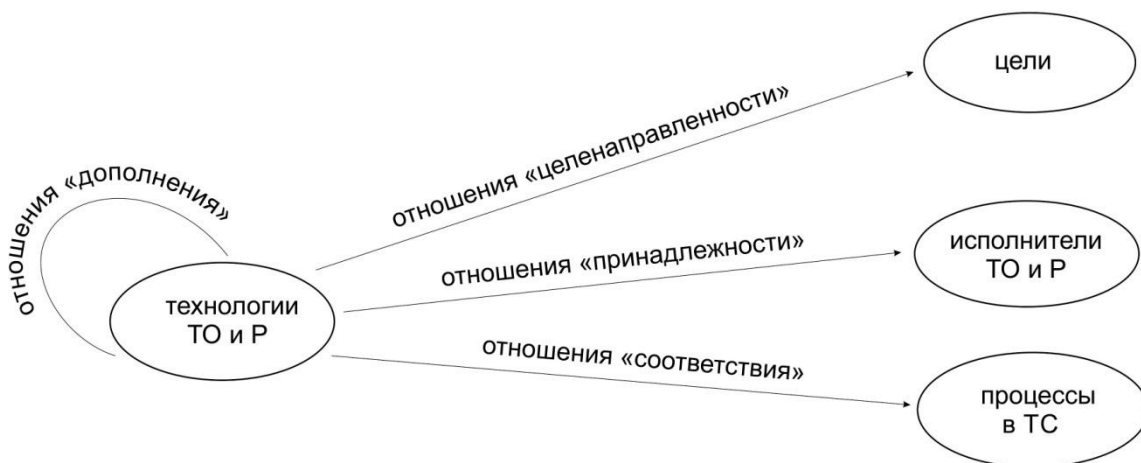 цели
отношения «целенаправленности»
отношения «дополнения»
исполнители
ТО и Р
отношения «принадлежности»
технологии
ТО и Р
отношения «соответствия»
процессы
в ТС